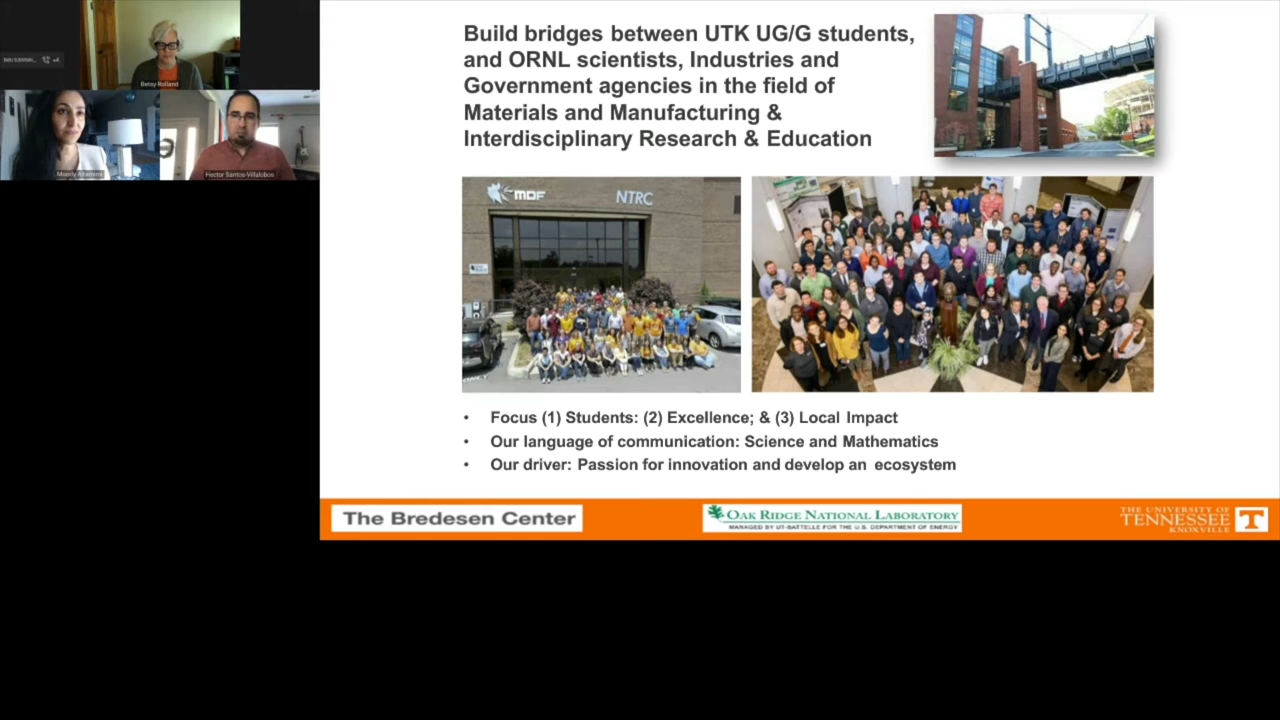 Betsy Rolland
Hector Santos-Villalobos
Build bridges between UTK UG/G students,
and ORNL scientists, Industries and
Government agencies in the field of
Materials and Manufacturing &
Interdisciplinary Research & Education
MDF
NTRC
• Focus (1) Students: (2) Excellence; & (3) Local Impact
• Our language of communication: Science and Mathematics
• Our driver: Passion for innovation and develop an ecosystem
The Bredesen Center
OAK RIDGE NATIONAL LABORATORY
MANAGED BY UT-BATTELLE FOR THE U.S. DEPARTMENT OF ENERGY
THE UNIVERSITY OF
TENNESSEE
KNOXVILLE
T